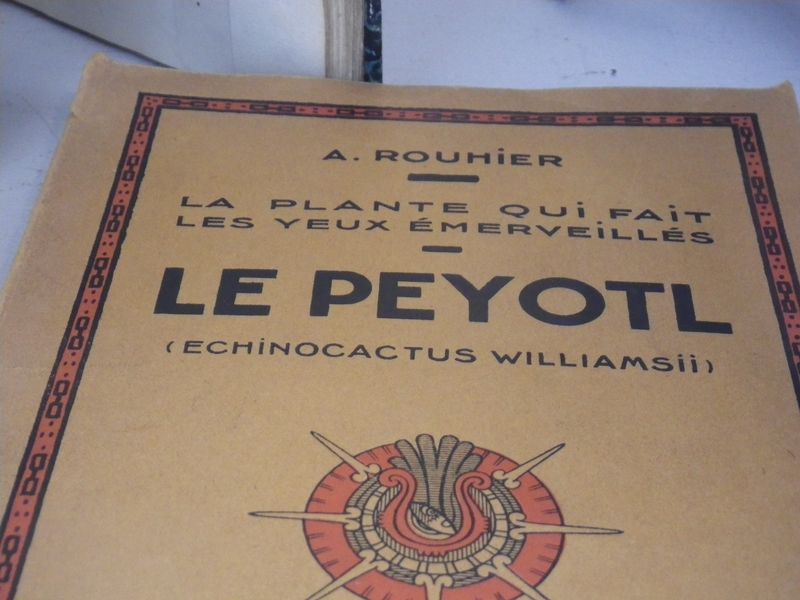 A. ROUHiER
LA PLANTE QUi FAiT
LES YEUX ÉMERVEiLLÉS
LE PEYOTL
(ECHiNOCACTUS WILLIAMSii)